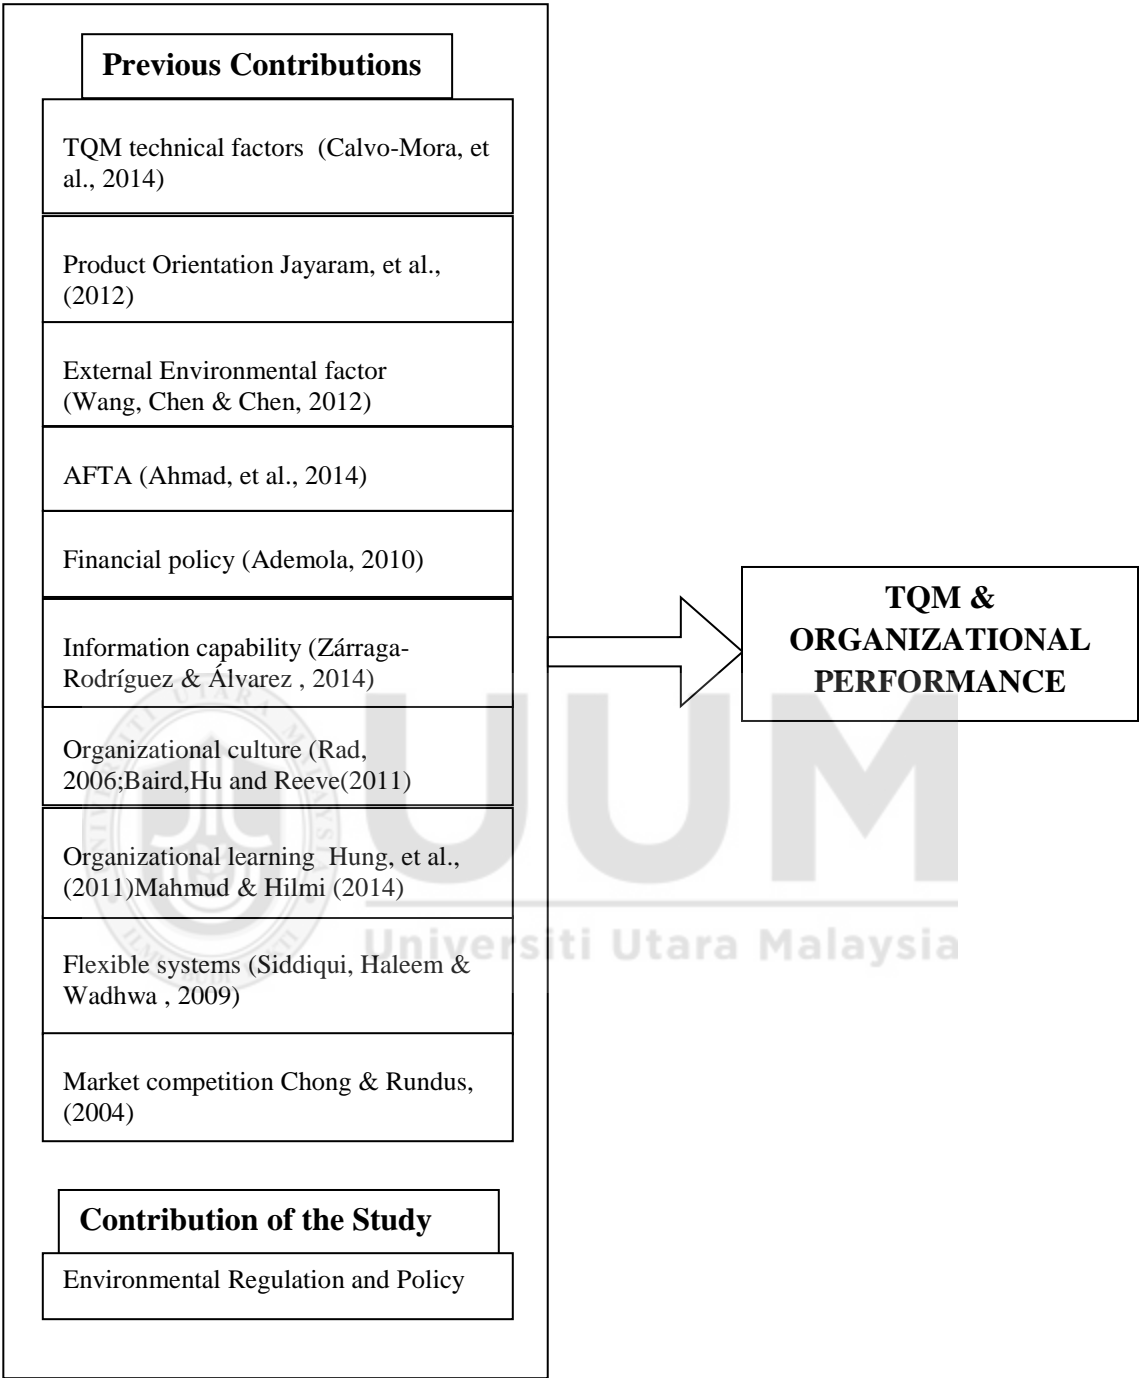 Previous Contributions
TQM technical factors (Calvo-Mora, et
al., 2014)
Product Orientation Jayaram, et al.,
(2012)
External Environmental factor
(Wang, Chen & Chen, 2012)
AFTA (Ahmad, et al., 2014)
Financial policy (Ademola, 2010)
Information capability (Zárraga-
Rodríguez & Álvarez , 2014)
Organizational culture (Rad,
2006;Baird,Hu and Reeve(2011)
Organizational learning Hung, et al.,
(2011)Mahmud & Hilmi (2014)
Flexible systems (Siddiqui, Haleem &
Wadhwa , 2009)
Market competition Chong & Rundus,
(2004)
Contribution of the Study
Environmental Regulation and Policy
TQM &
ORGANIZATIONAL
PERFORMANCE
UUM
Universiti Utara Malaysia
UNIVERSITI UTARA MALAYSIA